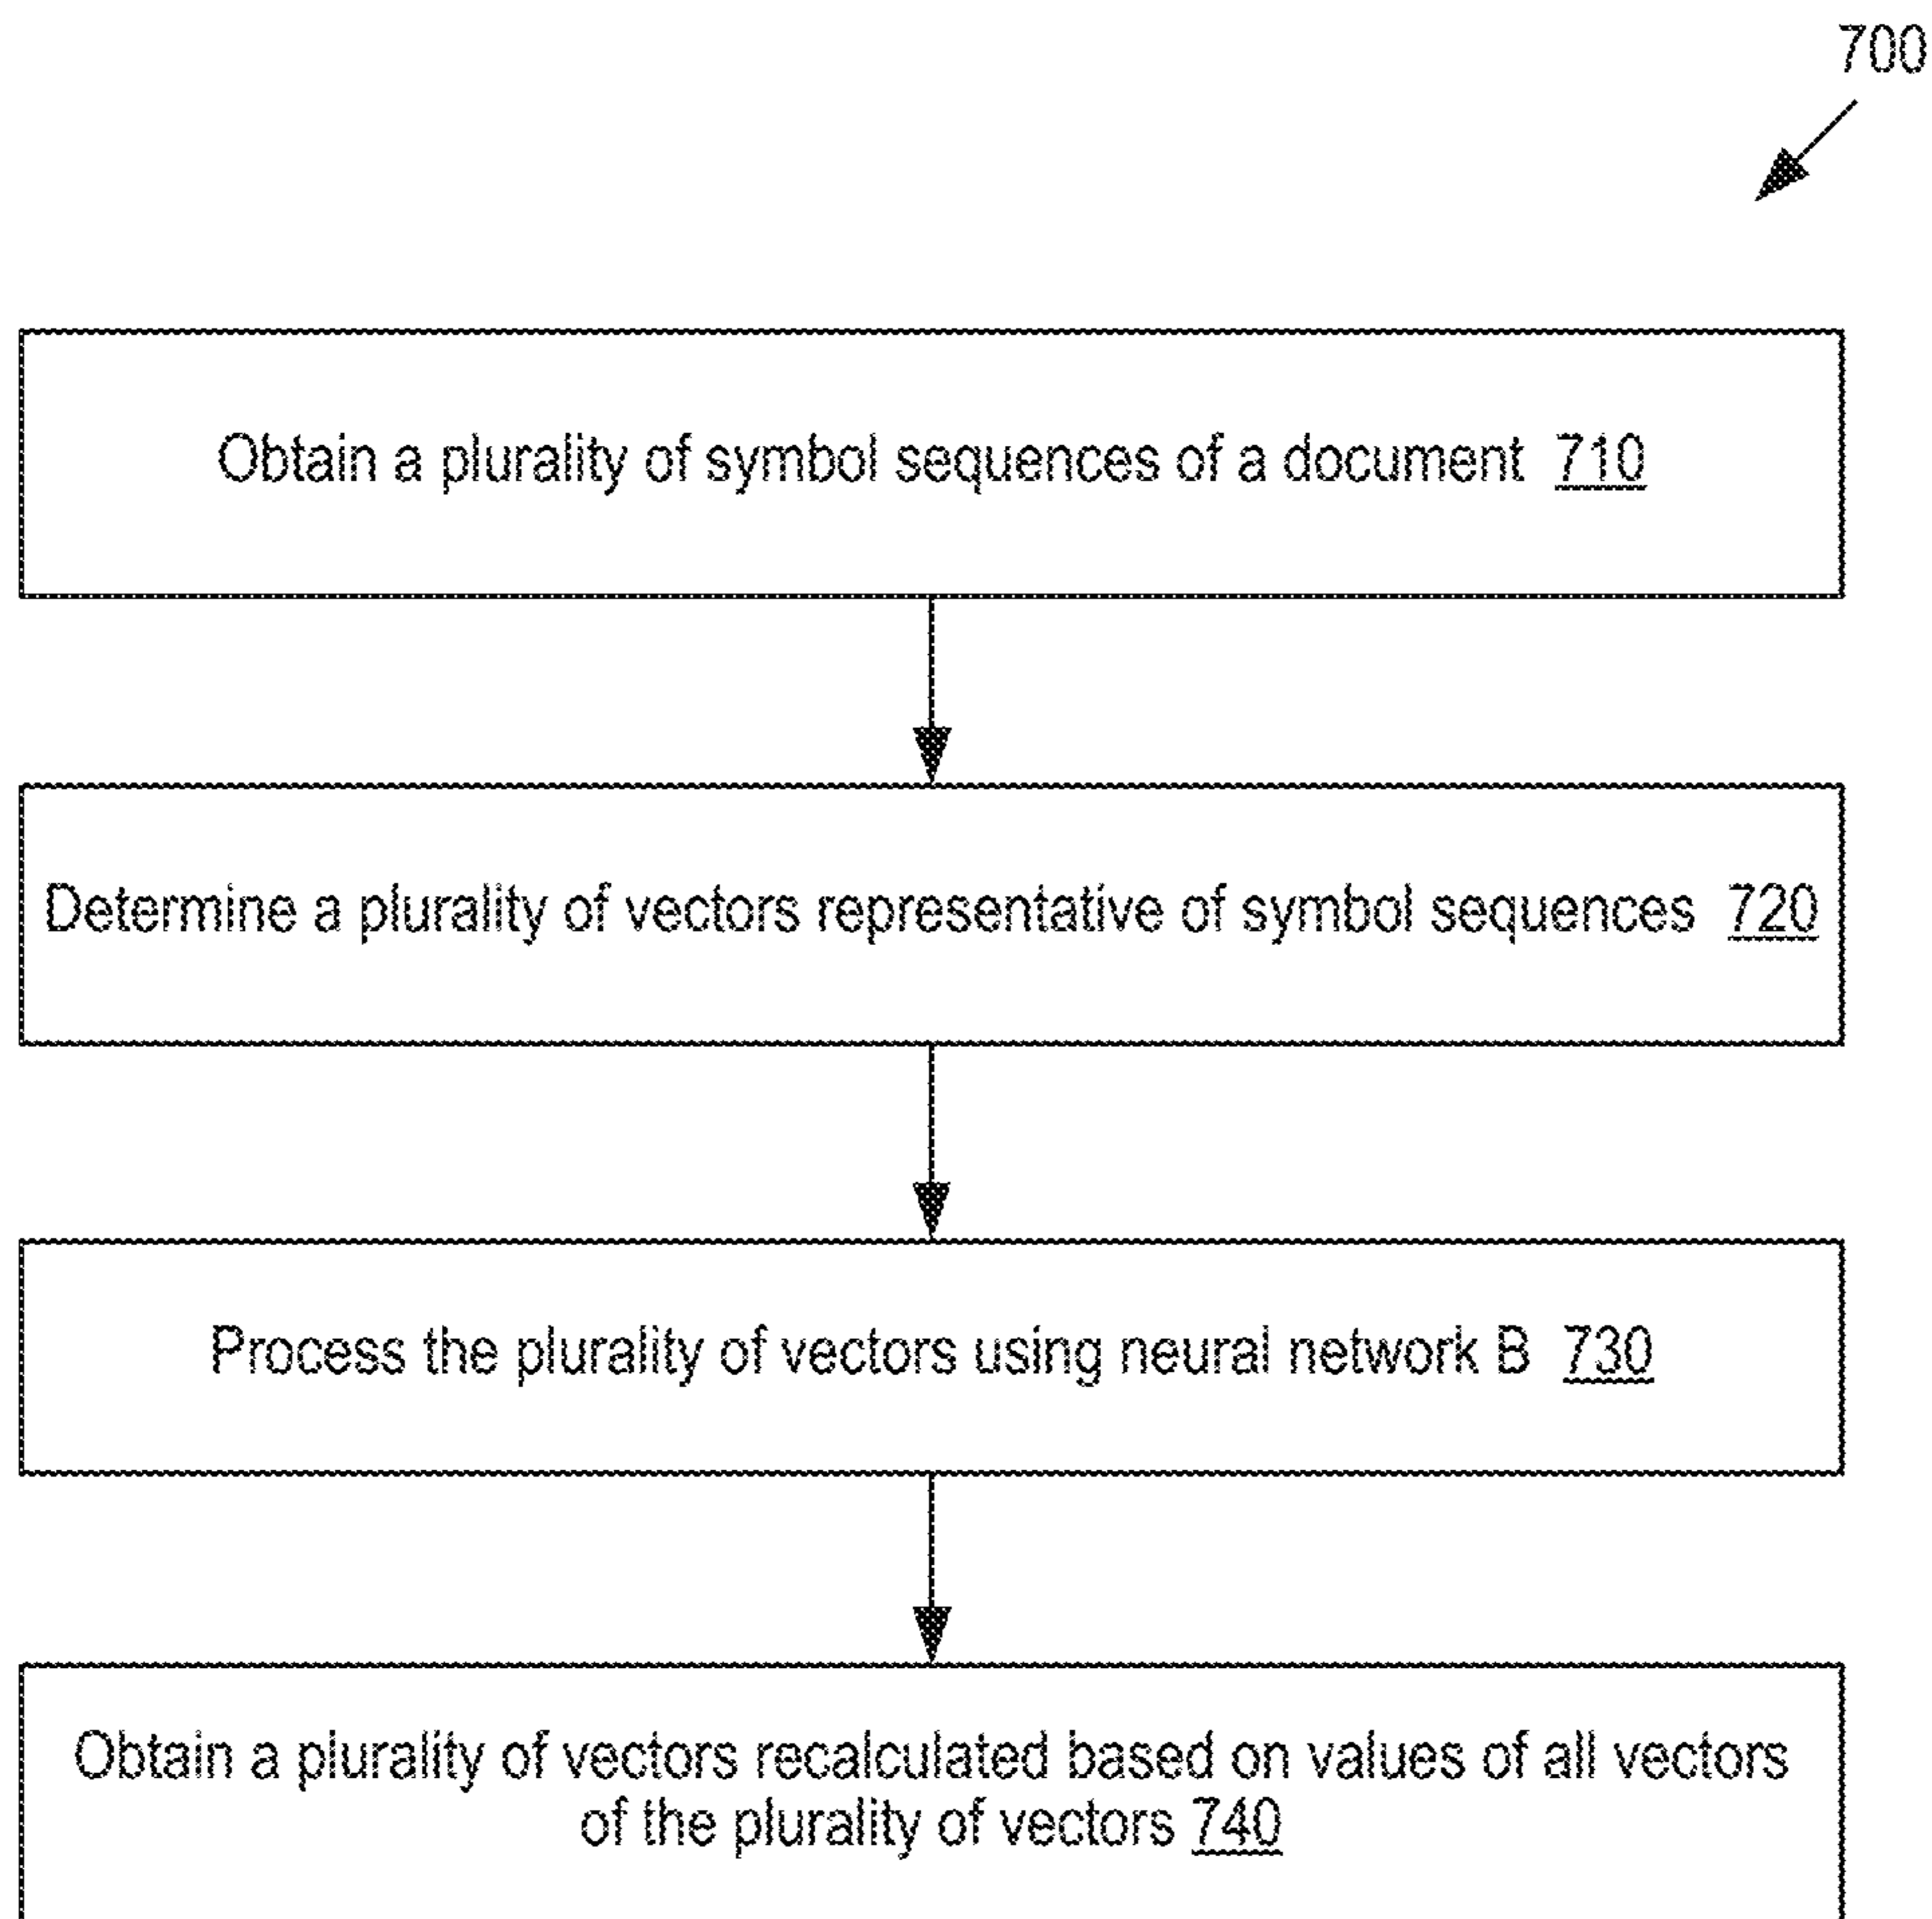 700
Obtain a plurality of symbol sequences of a document 710
Determine a plurality of vectors representative of symbol sequences 720
Process the plurality of vectors using neural network B 730
Obtain a plurality of vectors recalculated based on values of all vectors
of the plurality of vectors 740